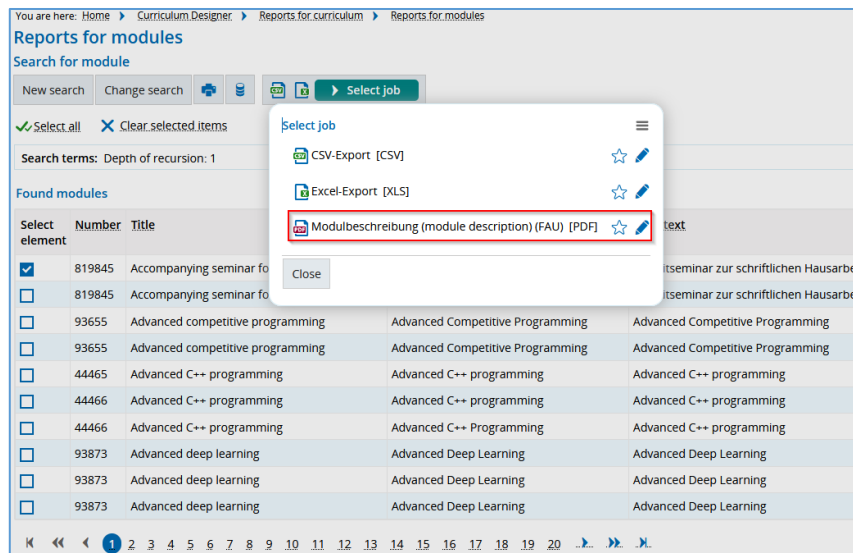 You are here: Home Curriculum Designer Reports for curriculum Reports for modules
Reports for modules
Search for module
New search Change search CSV X Select job
Select all Clear selected items
Search terms: Depth of recursion: 1
Select job
CSV CSV-Export [CSV]
X Excel-Export [XLS]
PDF Modulbeschreibung (module description) (FAU) [PDF]
Close
Found modules
Select element Number Title text
819845 Accompanying seminar fo itseminar zur schriftlichen Hausarbe
819845 Accompanying seminar fo itseminar zur schriftlichen Hausarbe
93655 Advanced competitive programming Advanced Competitive Programming Advanced Competitive Programming
93655 Advanced competitive programming Advanced Competitive Programming Advanced Competitive Programming
44465 Advanced C++ programming Advanced C++ programming Advanced C++ programming
44466 Advanced C++ programming Advanced C++ programming Advanced C++ programming
44466 Advanced C++ programming Advanced C++ Programming Advanced C++ programming
93873 Advanced deep learning Advanced Deep Learning Advanced Deep Learning
93873 Advanced deep learning Advanced Deep Learning Advanced Deep Learning
93873 Advanced deep learning Advanced Deep Learning Advanced Deep Learning
1 2 3 4 5 6 7 8 9 10 11 12 13 14 15 16 17 18 19 20